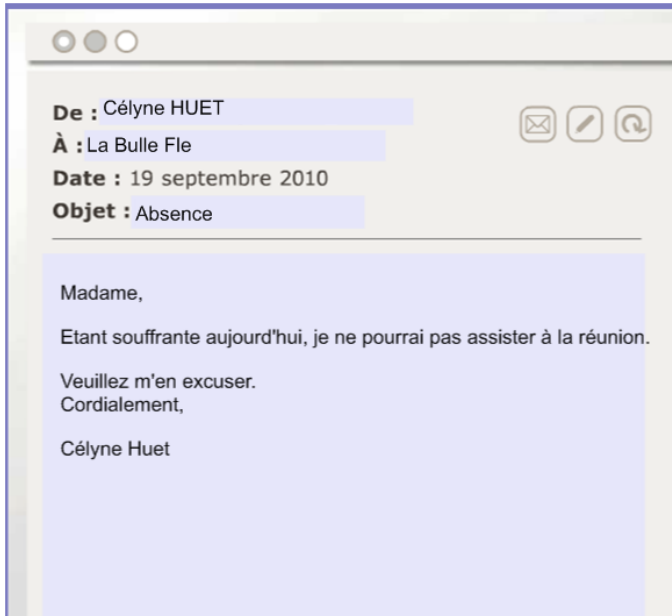 De : Célyne HUET
À : La Bulle Fle
Date : 19 septembre 2010
Objet : Absence
Madame,
Etant souffrante aujourd'hui, je ne pourrai pas assister à la réunion.
Veuillez m'en excuser.
Cordialement,
Célyne Huet